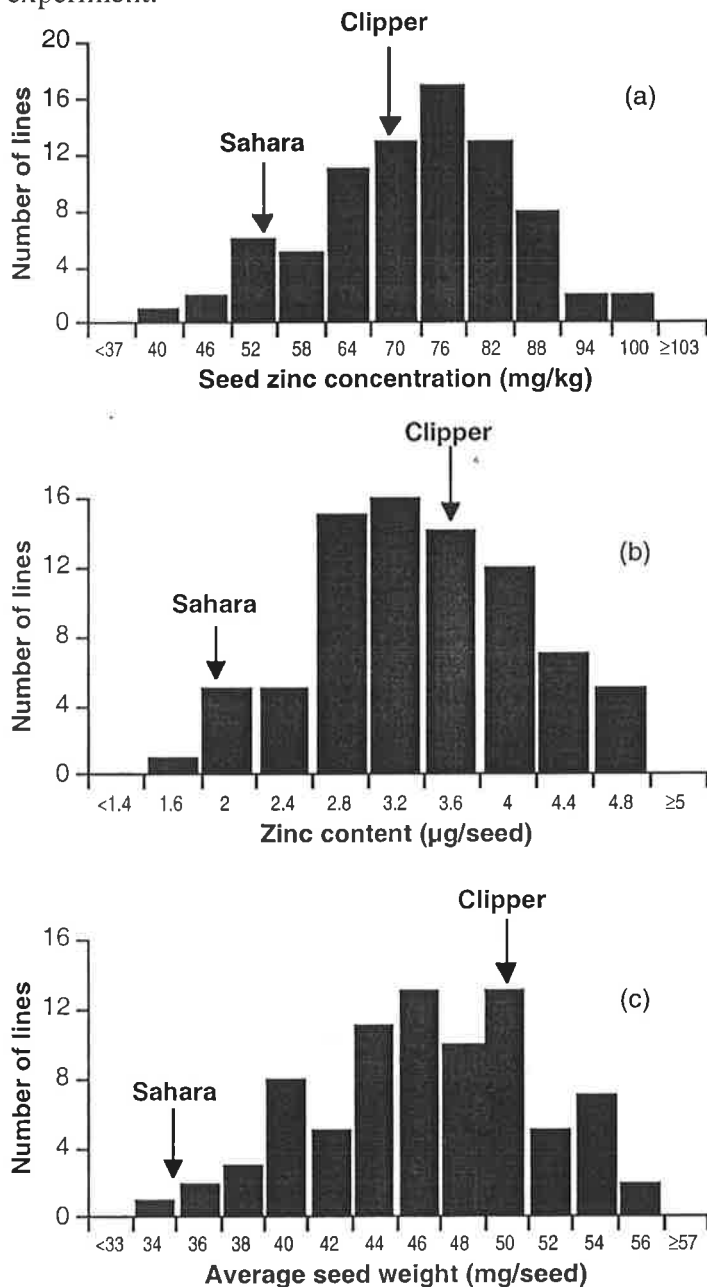 experiment.
Clipper
20
(a)
16
Sahara
12
8
4
0
Number of lines
<37 40 46 52 58 64 70 76 82 88 94 100 ≥103
Seed zinc concentration (mg/kg)
Clipper
16
(b)
12
Sahara
8
4
0
Number of lines
<1.4 1.6 2 2.4 2.8 3.2 3.6 4 4.4 4.8 ≥5
Zinc content (µg/seed)
Clipper
16
(c)
12
Sahara
8
4
0
Number of lines
<33 34 36 38 40 42 44 46 48 50 52 54 56 ≥57
Average seed weight (mg/seed)